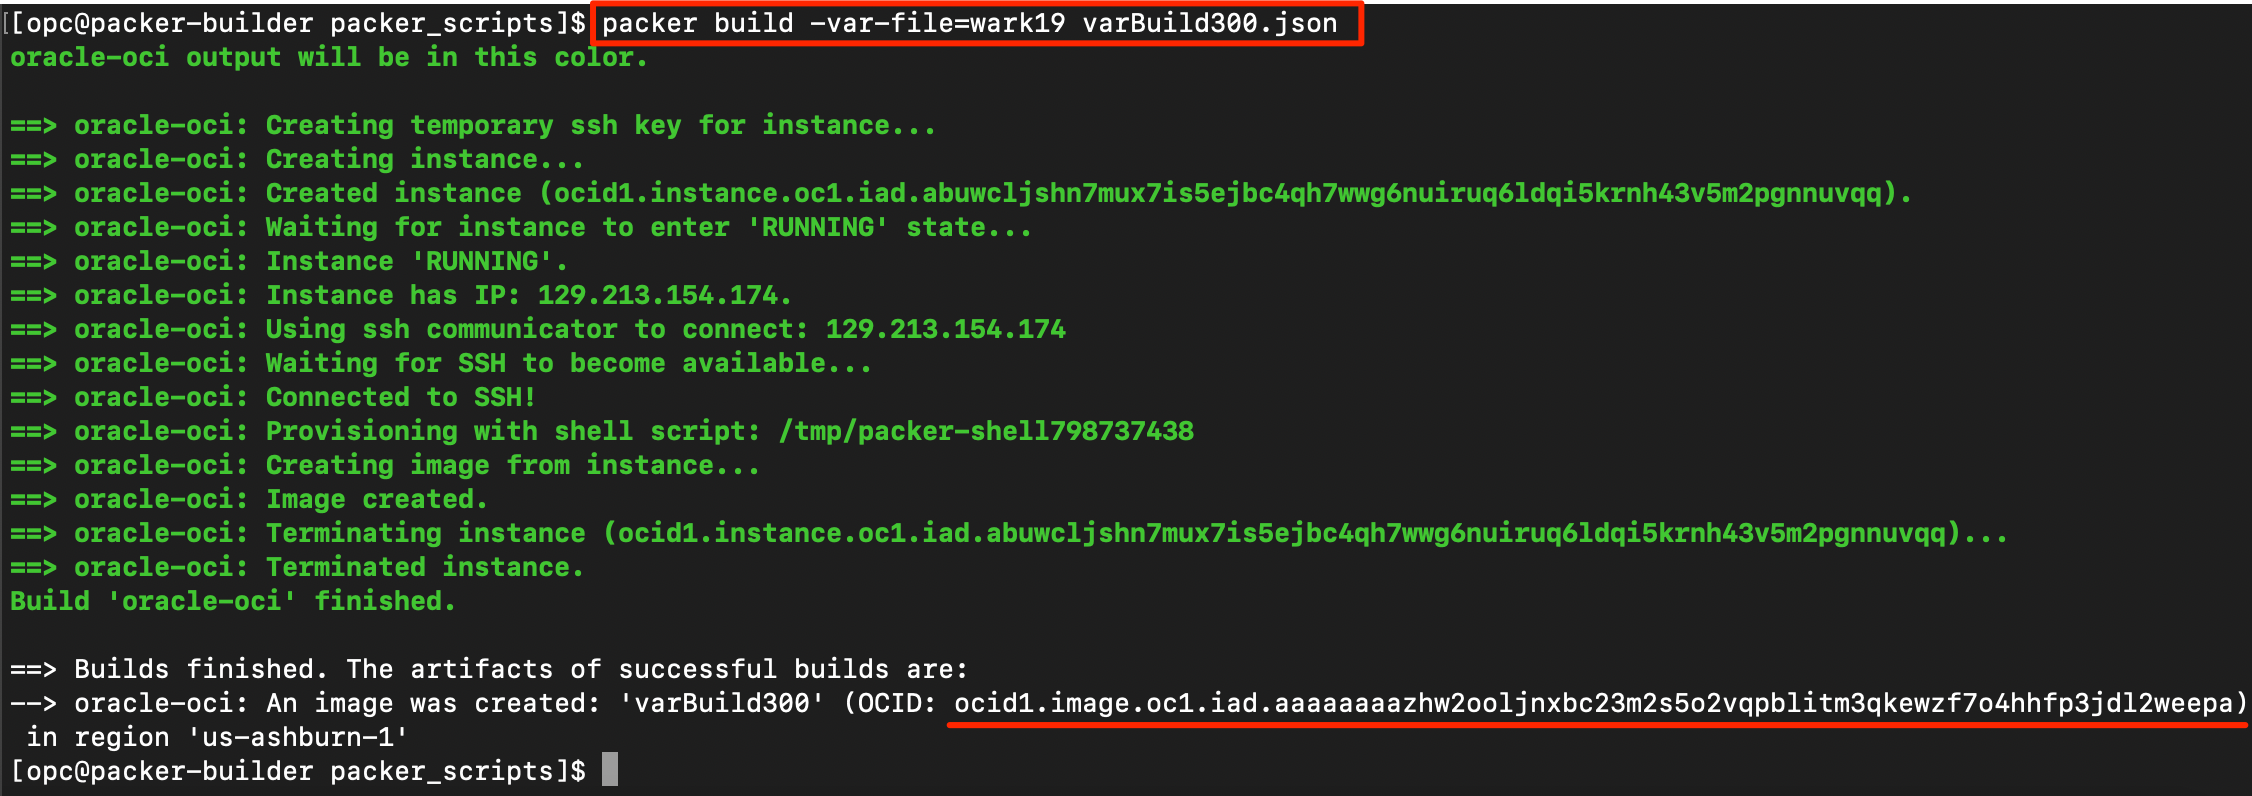 [[opc@packer-builder packer_scripts]$ packer build -var-file=wark19 varBuild300.json
oracle-oci output will be in this color.
==> oracle-oci: Creating temporary ssh key for instance...
==> oracle-oci: Creating instance...
==> oracle-oci: Created instance (ocid1.instance.oc1.iad.abuwcljshn7mux7is5ejbc4qh7wwg6nuiruq6ldqi5krnh43v5m2pgnnuvqq).
==> oracle-oci: Waiting for instance to enter 'RUNNING' state...
==> oracle-oci: Instance 'RUNNING'.
==> oracle-oci: Instance has IP: 129.213.154.174.
==> oracle-oci: Using ssh communicator to connect: 129.213.154.174
==> oracle-oci: Waiting for SSH to become available...
==> oracle-oci: Connected to SSH!
==> oracle-oci: Provisioning with shell script: /tmp/packer-shell798737438
==> oracle-oci: Creating image from instance...
==> oracle-oci: Image created.
==> oracle-oci: Terminating instance (ocid1.instance.oc1.iad.abuwcljshn7mux7is5ejbc4qh7wwg6nuiruq6ldqi5krnh43v5m2pgnnuvqq)...
==> oracle-oci: Terminated instance.
Build 'oracle-oci' finished.
==> Builds finished. The artifacts of successful builds are:
--> oracle-oci: An image was created: 'varBuild300' (OCID: ocid1.image.oc1.iad.aaaaaaaazhw2ooljnxbc23m2s5o2vqpblitm3qkewzf7o4hhfp3jdl2weepa)
in region 'us-ashburn-1'
[opc@packer-builder packer_scripts]$